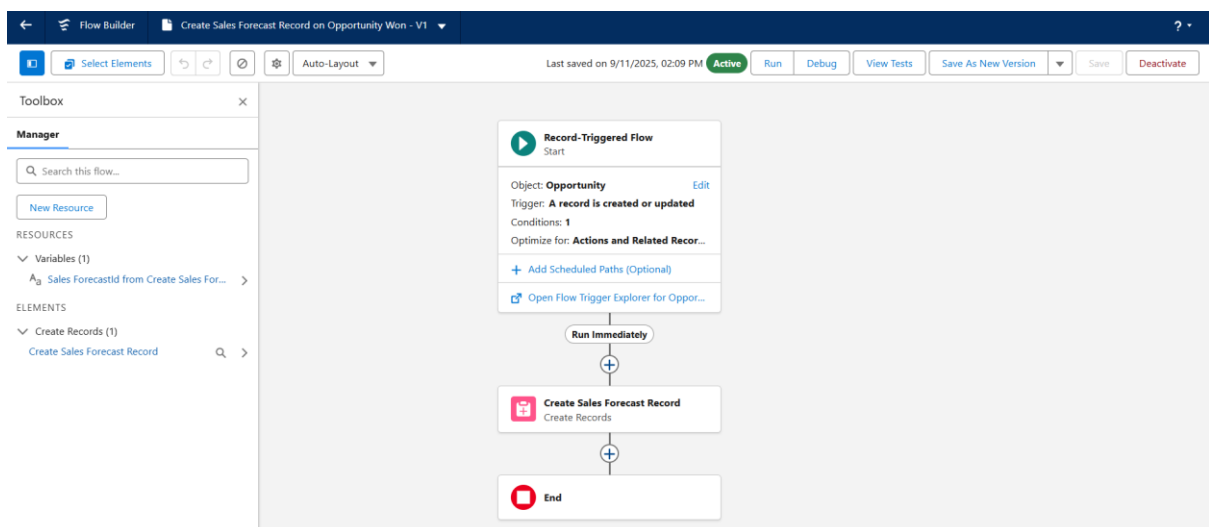 Flow Builder
Create Sales Forecast Record on Opportunity Won - V1
?
Select Elements
Auto-Layout
Last saved on 9/11/2025, 02:09 PM
Active
Run
Debug
View Tests
Save As New Version
Save
Deactivate
Toolbox
Manager
Search this flow...
New Resource
RESOURCES
Variables (1)
Aa Sales ForecastId from Create Sales For...
ELEMENTS
Create Records (1)
Create Sales Forecast Record
Record-Triggered Flow
Start
Object: Opportunity Edit
Trigger: A record is created or updated
Conditions: 1
Optimize for: Actions and Related Recor...
+ Add Scheduled Paths (Optional)
Open Flow Trigger Explorer for Oppor...
Run Immediately
Create Sales Forecast Record
Create Records
End